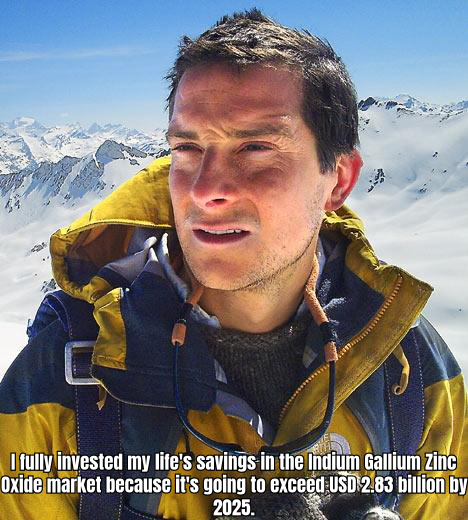 I fully invested my life's savings in the Indium Gallium Zinc
Oxide market because it's going to exceed USD 2.83 billion by
2025.